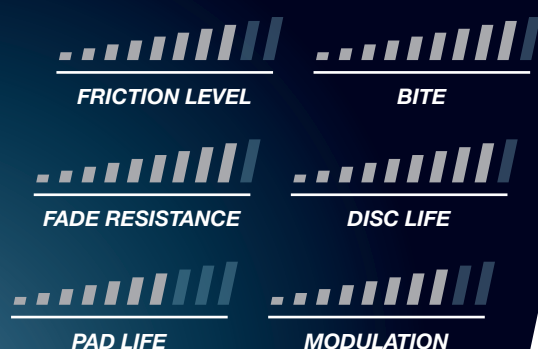 FRICTION LEVEL
BITE
FADE RESISTANCE
DISC LIFE
PAD LIFE
MODULATION